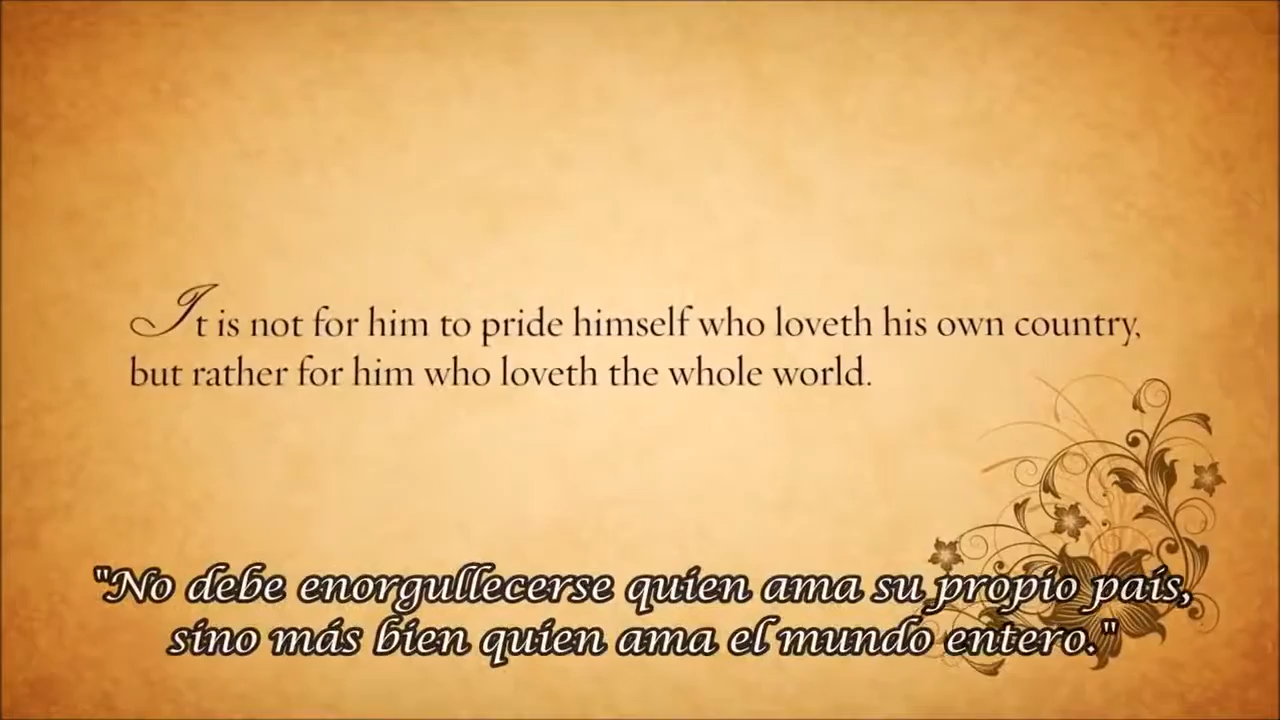 It is not for him to pride himself who loveth his own country,
but rather for him who loveth the whole world.
"No debe enorgullecerse quien ama su propio país,
sino más bien quien ama el mundo entero."